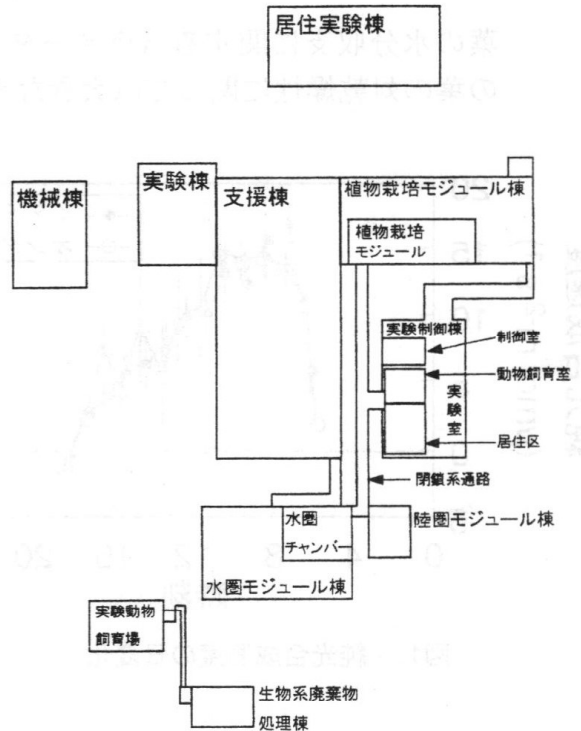 居住実験棟
機械棟
実験棟
支援棟
植物栽培モジュール棟
植物栽培
モジュール
実験制御棟
制御室
動物飼育室
実験室
居住区
閉鎖系通路
水圏
チャンバー
陸圏モジュール棟
水圏モジュール棟
実験動物
飼育場
生物系廃棄物
処理棟